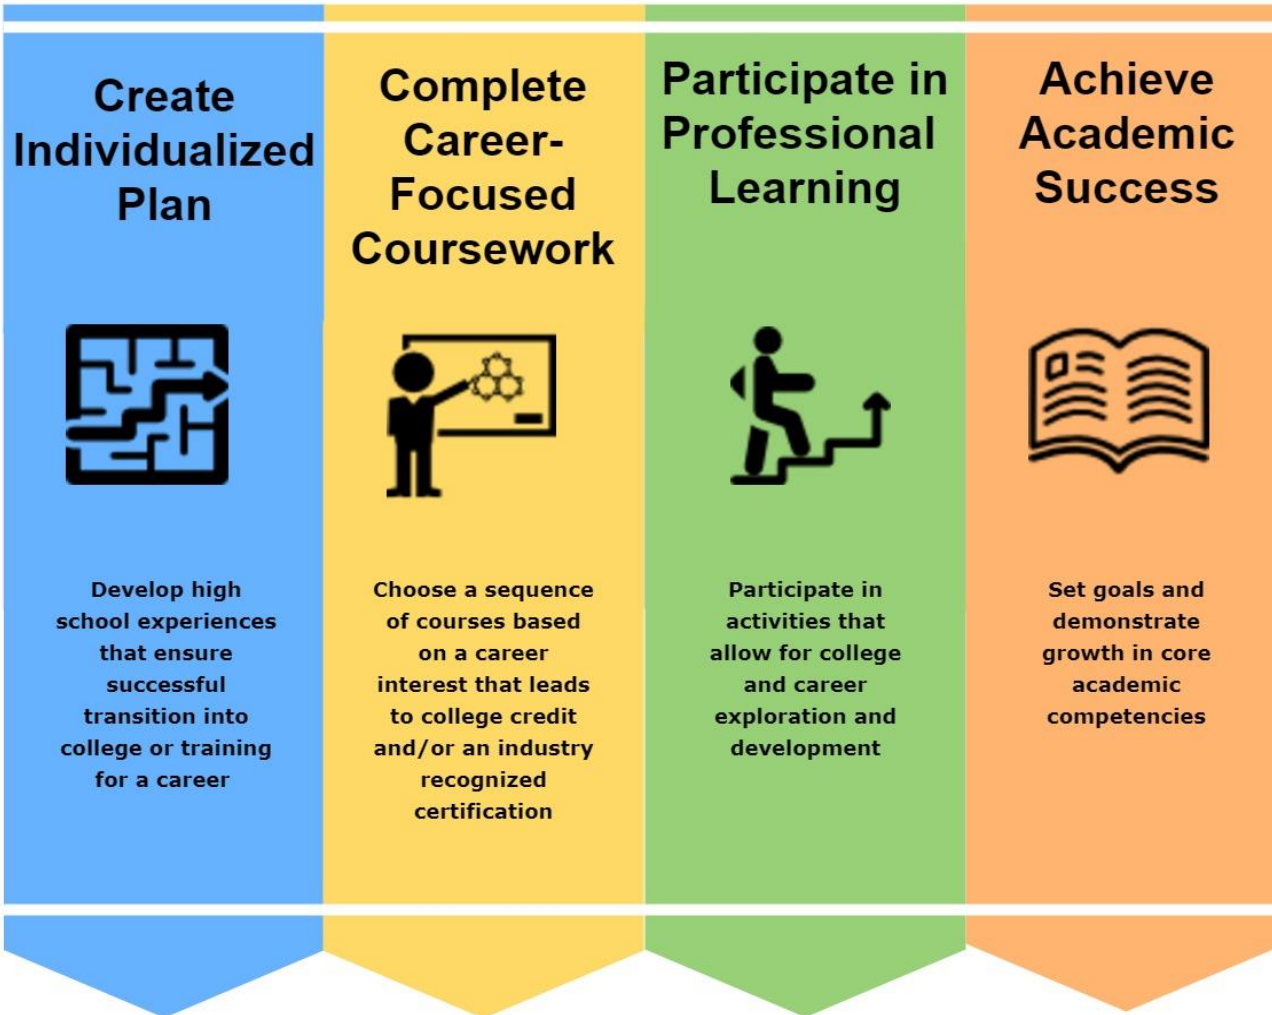 Create
Individualized
Plan
Develop high
school experiences
that ensure
successful
transition into
college or training
for a career
Complete
Career-
Focused
Coursework
Choose a sequence
of courses based
on a career
interest that leads
to college credit
and/or an industry
recognized
certification
Participate in
Professional
Learning
Participate in
activities that
allow for college
and career
exploration and
development
Achieve
Academic
Success
Set goals and
demonstrate
growth in core
academic
competencies